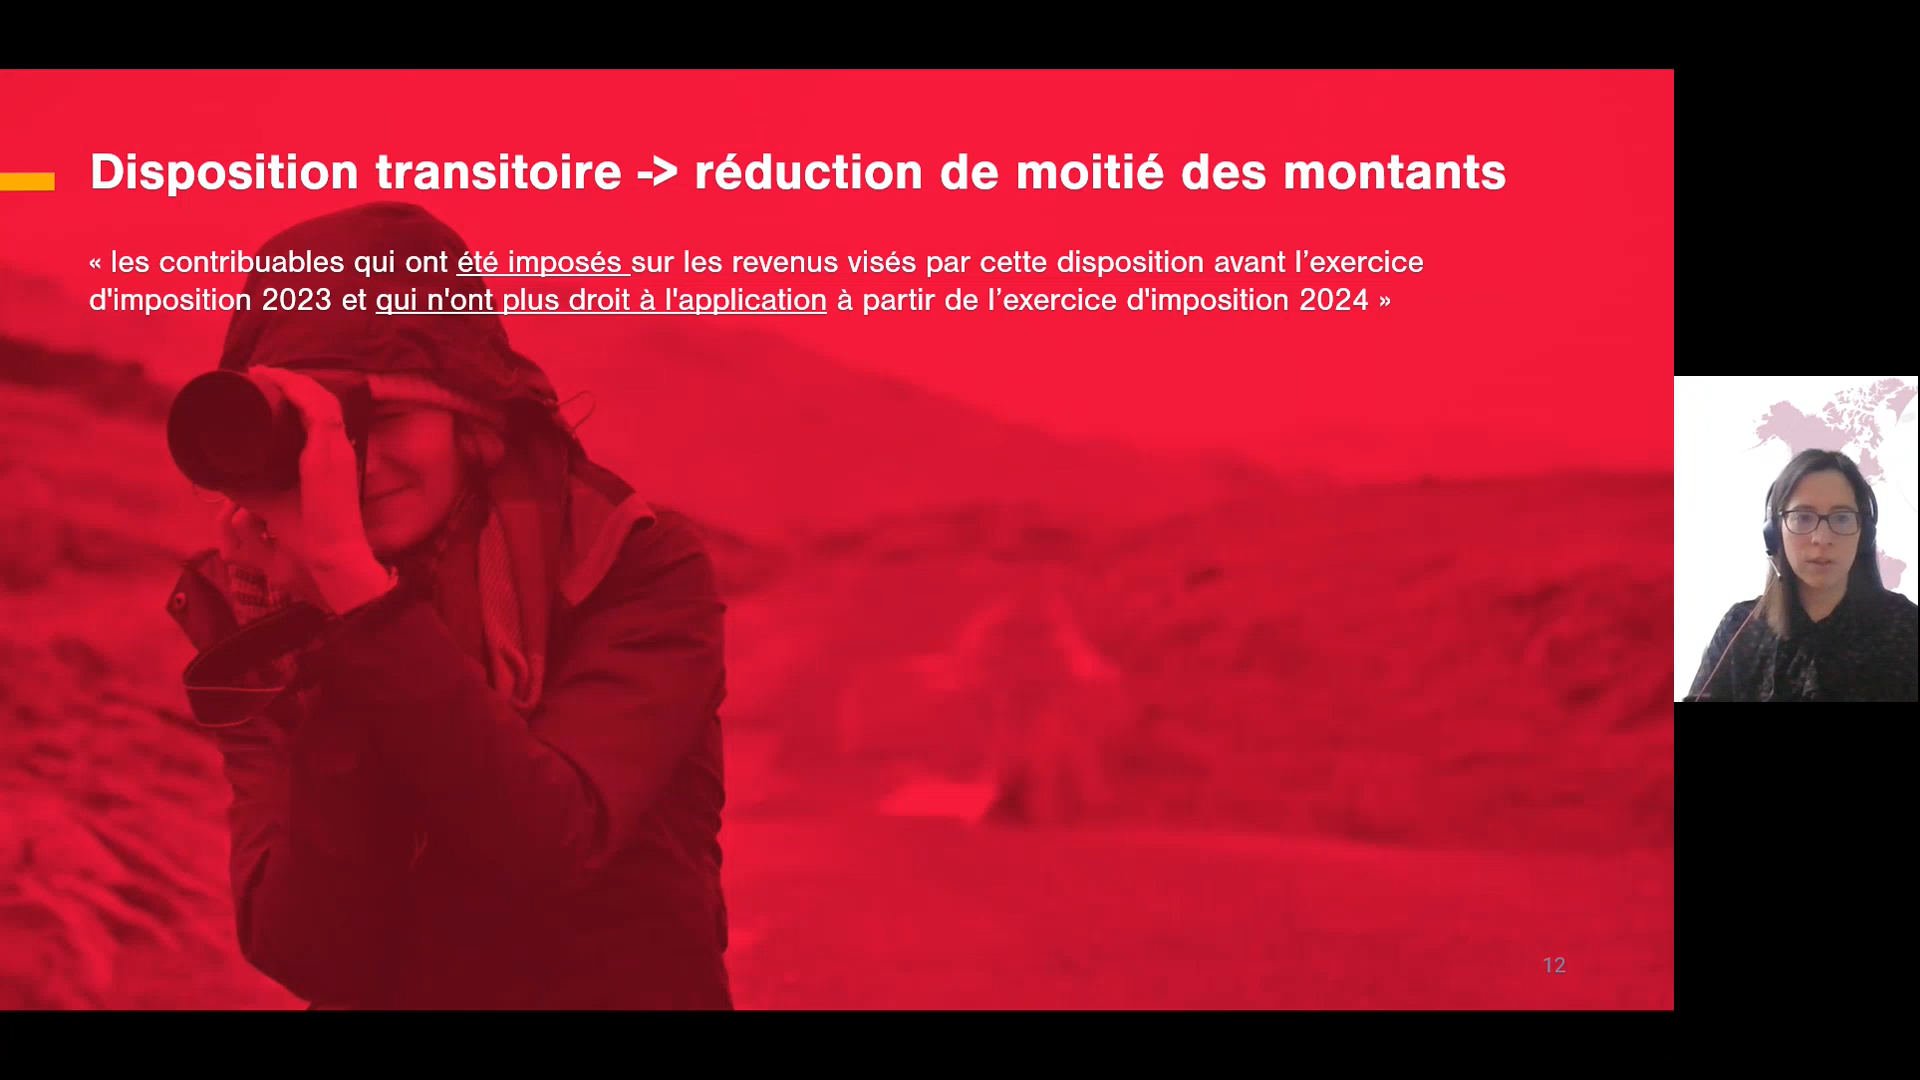 Disposition transitoire -> réduction de moitié des montants
« les contribuables qui ont été imposés sur les revenus visés par cette disposition avant l’exercice
d'imposition 2023 et qui n'ont plus droit à l'application à partir de l’exercice d'imposition 2024 »
12